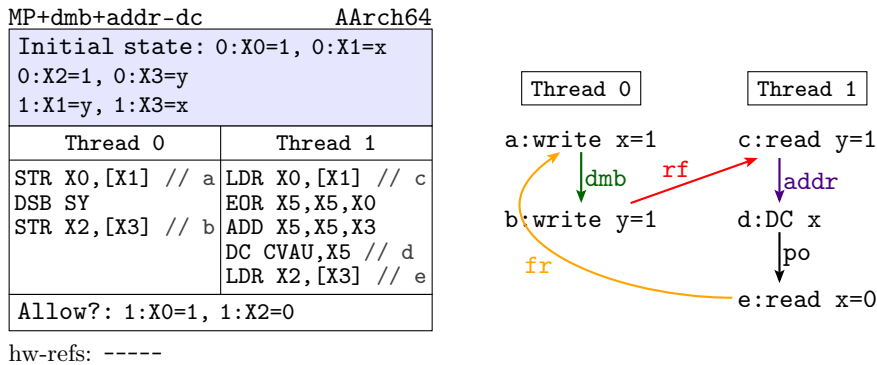 MP+dmb+addr-dc AArch64
Initial state: 0:X0=1, 0:X1=x
0:X2=1, 0:X3=y
1:X1=y, 1:X3=x
Thread 0 Thread 1
STR X0,[X1] // a LDR X0,[X1] // c
DSB SY EOR X5,X5,X0
STR X2,[X3] // b ADD X5,X5,X3
DC CVAU,X5 // d
LDR X2,[X3] // e
Allow?: 1:X0=1, 1:X2=0
hw-refs: -----
Thread 0 Thread 1
a:write x=1 c:read y=1
dmb rf addr
b:write y=1 d:DC x
fr po
e:read x=0